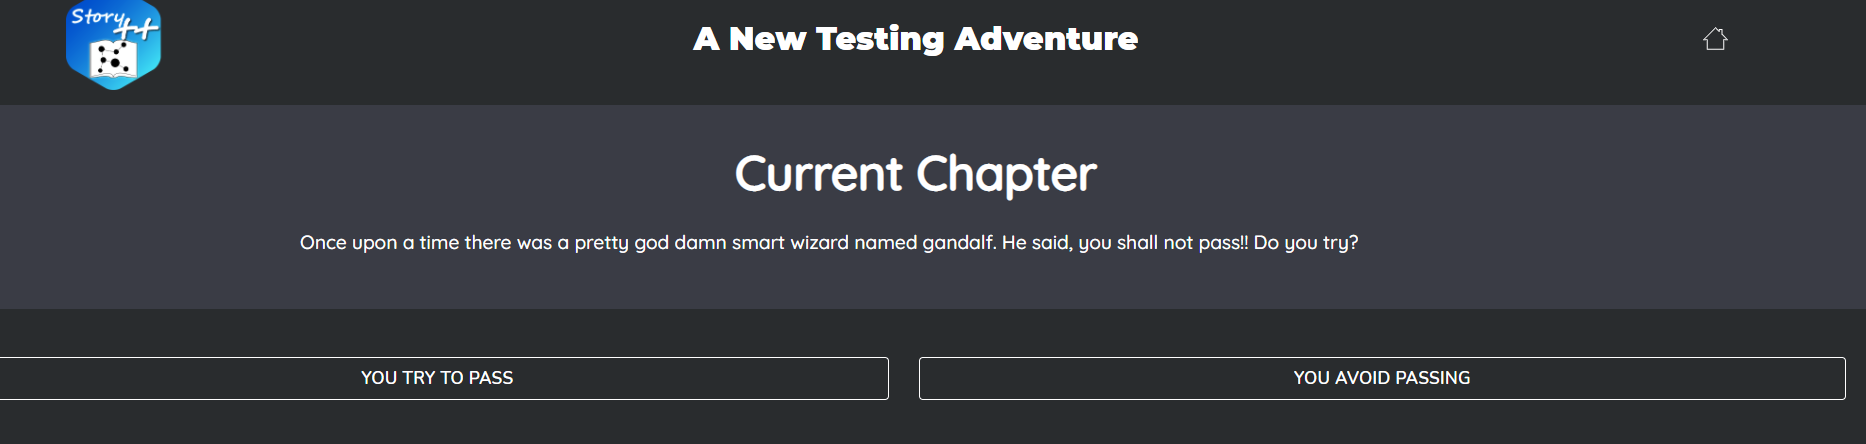 Story++
A New Testing Adventure
Current Chapter
Once upon a time there was a pretty god damn smart wizard named gandalf. He said, you shall not pass!! Do you try?
YOU TRY TO PASS
YOU AVOID PASSING